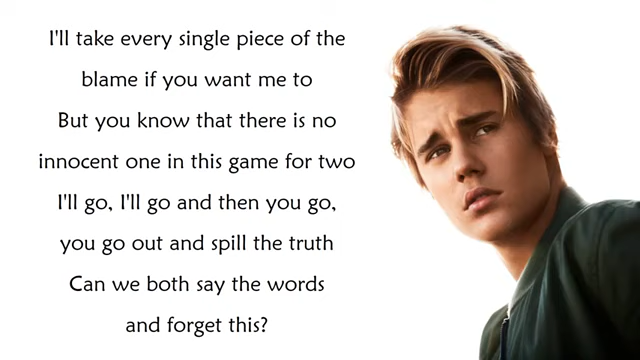 I'll take every single piece of the
blame if you want me to
But you know that there is no
innocent one in this game for two
I'll go, I'll go and then you go,
you go out and spill the truth
Can we both say the words
and forget this?